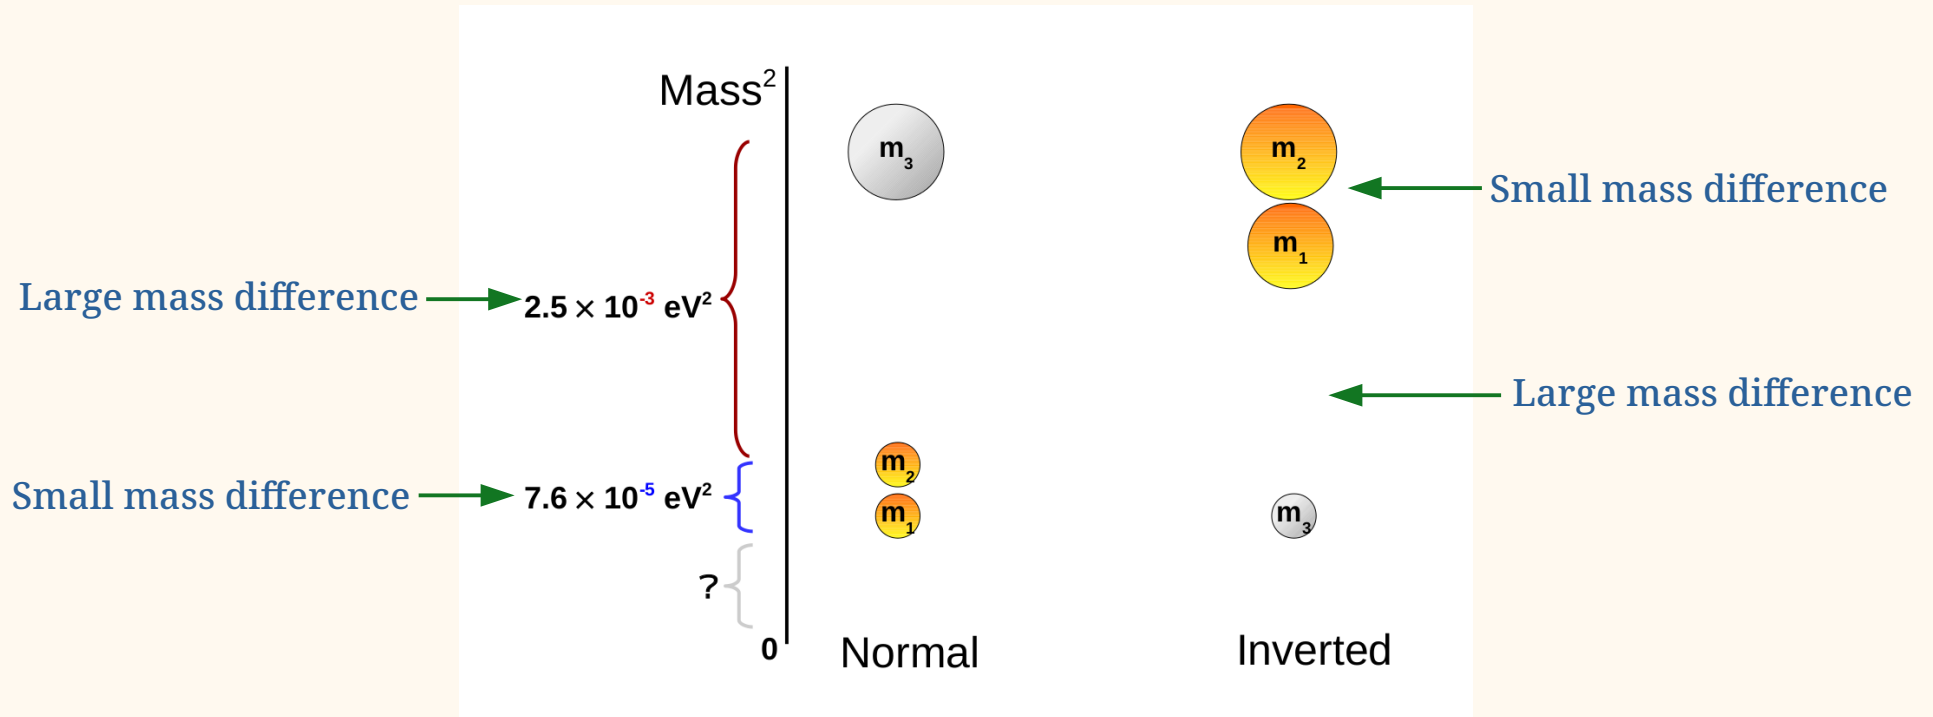 Mass²
m₃
m₂
Small mass difference
m₁
Large mass difference
2.5 × 10⁻³ eV²
Large mass difference
m₂
Small mass difference
7.6 × 10⁻⁵ eV²
m₁
m₃
?
0
Normal
Inverted